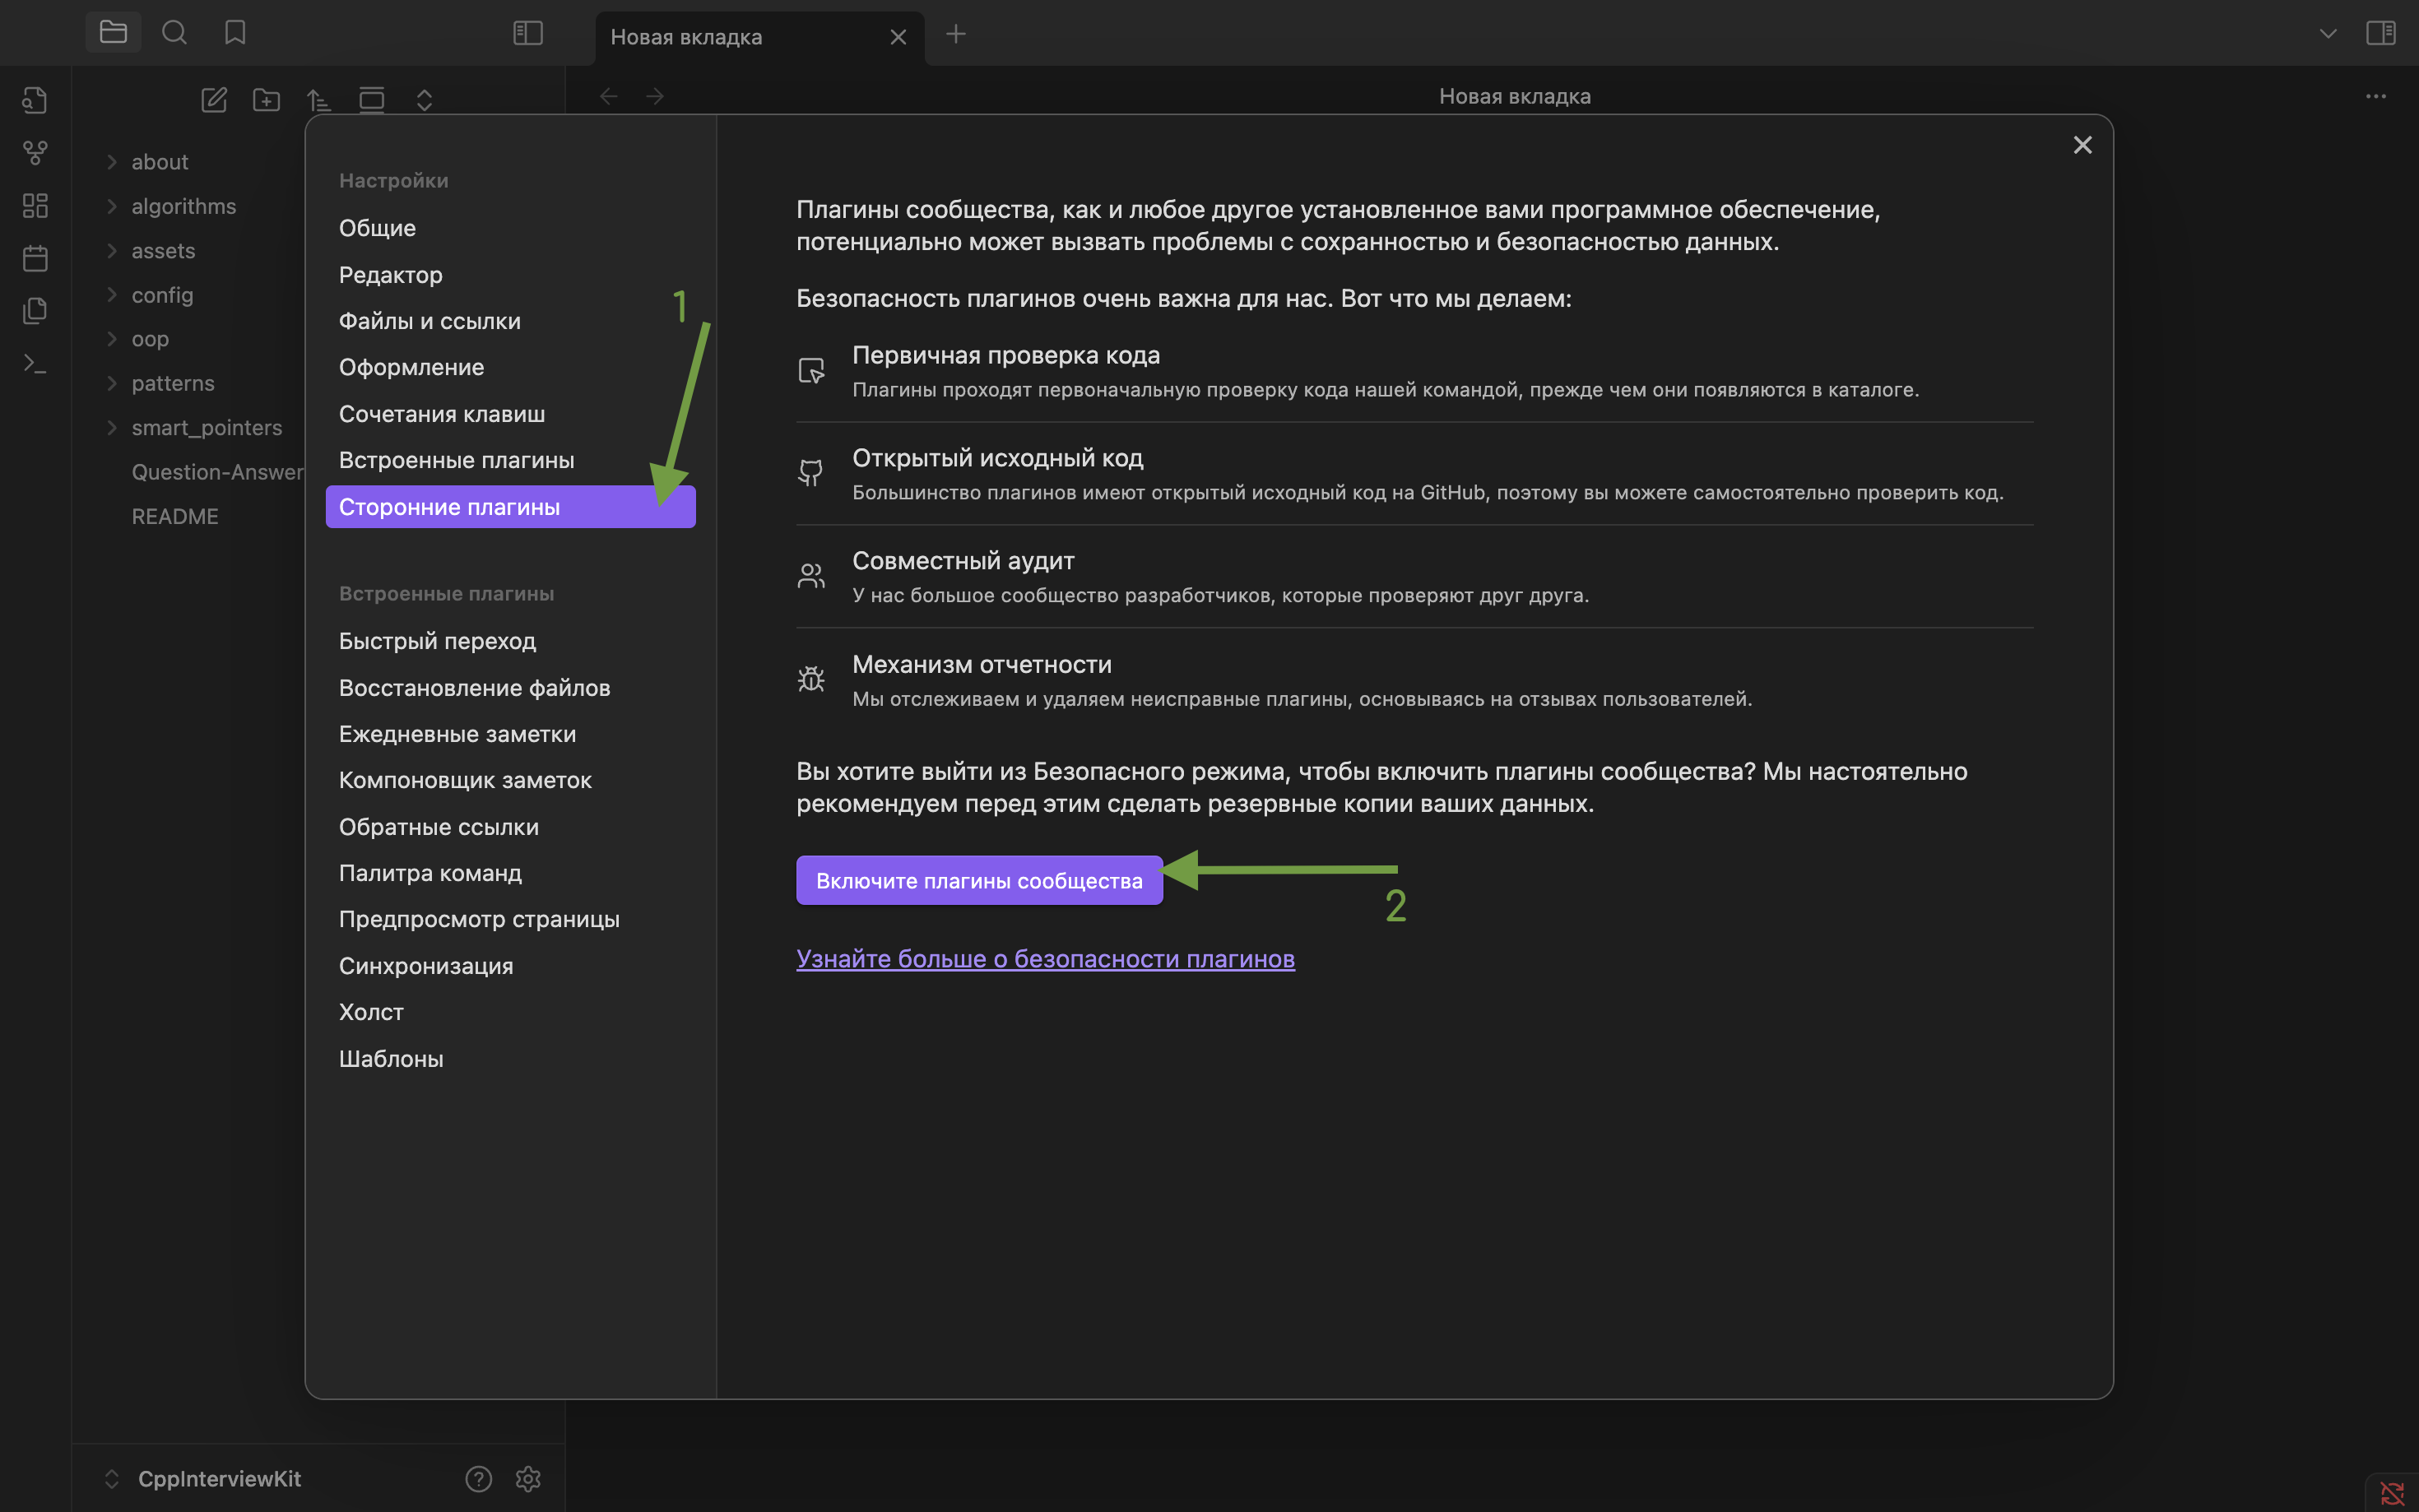 Новая вкладка
Новая вкладка
about
algorithms
assets
config
oop
patterns
smart_pointers
Question-Answer
README
CppInterviewKit
Настройки
Общие
Редактор
Файлы и ссылки
Оформление
Сочетания клавиш
Встроенные плагины
Сторонние плагины
1
Встроенные плагины
Быстрый переход
Восстановление файлов
Ежедневные заметки
Компоновщик заметок
Обратные ссылки
Палитра команд
Предпросмотр страницы
Синхронизация
Холст
Шаблоны
Плагины сообщества, как и любое другое установленное вами программное обеспечение,
потенциально может вызвать проблемы с сохранностью и безопасностью данных.
Безопасность плагинов очень важна для нас. Вот что мы делаем:
Первичная проверка кода
Плагины проходят первоначальную проверку кода нашей командой, прежде чем они появляются в каталоге.
Открытый исходный код
Большинство плагинов имеют открытый исходный код на GitHub, поэтому вы можете самостоятельно проверить код.
Совместный аудит
У нас большое сообщество разработчиков, которые проверяют друг друга.
Механизм отчетности
Мы отслеживаем и удаляем неисправные плагины, основываясь на отзывах пользователей.
Вы хотите выйти из Безопасного режима, чтобы включить плагины сообщества? Мы настоятельно
рекомендуем перед этим сделать резервные копии ваших данных.
Включите плагины сообщества
2
Узнайте больше о безопасности плагинов